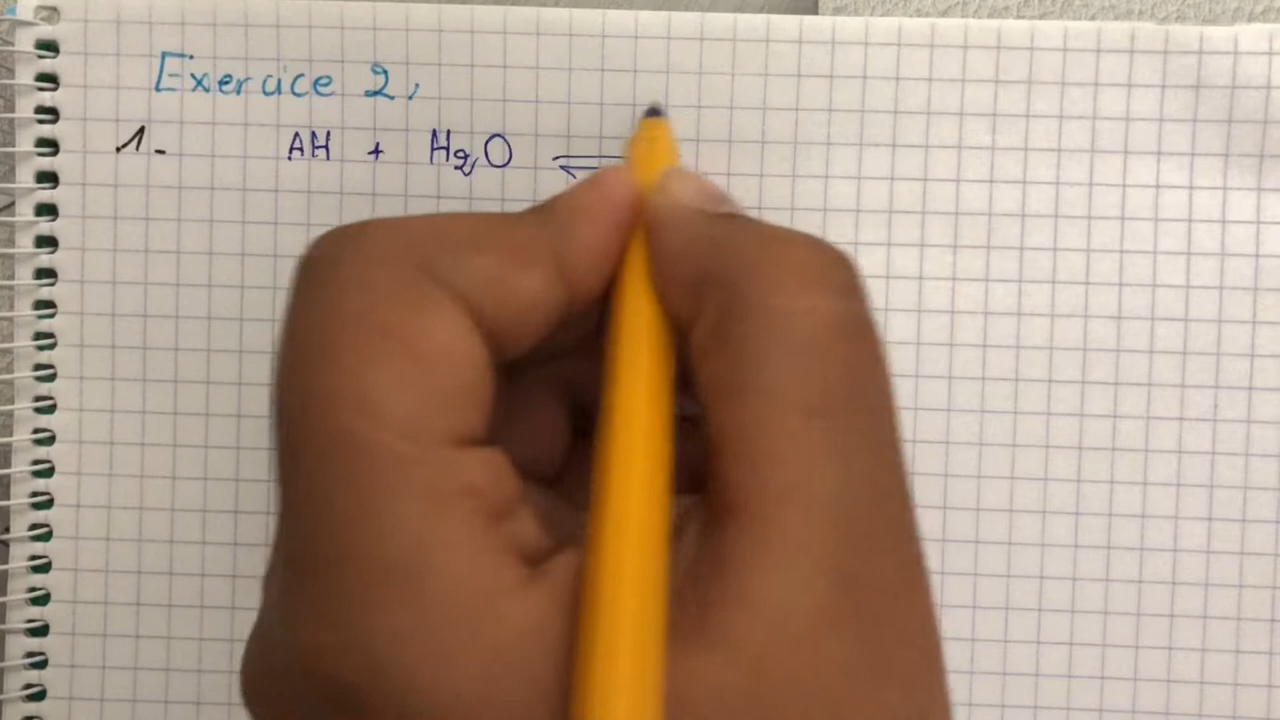 Exercice 2,
1- AH + H₂O ⇌